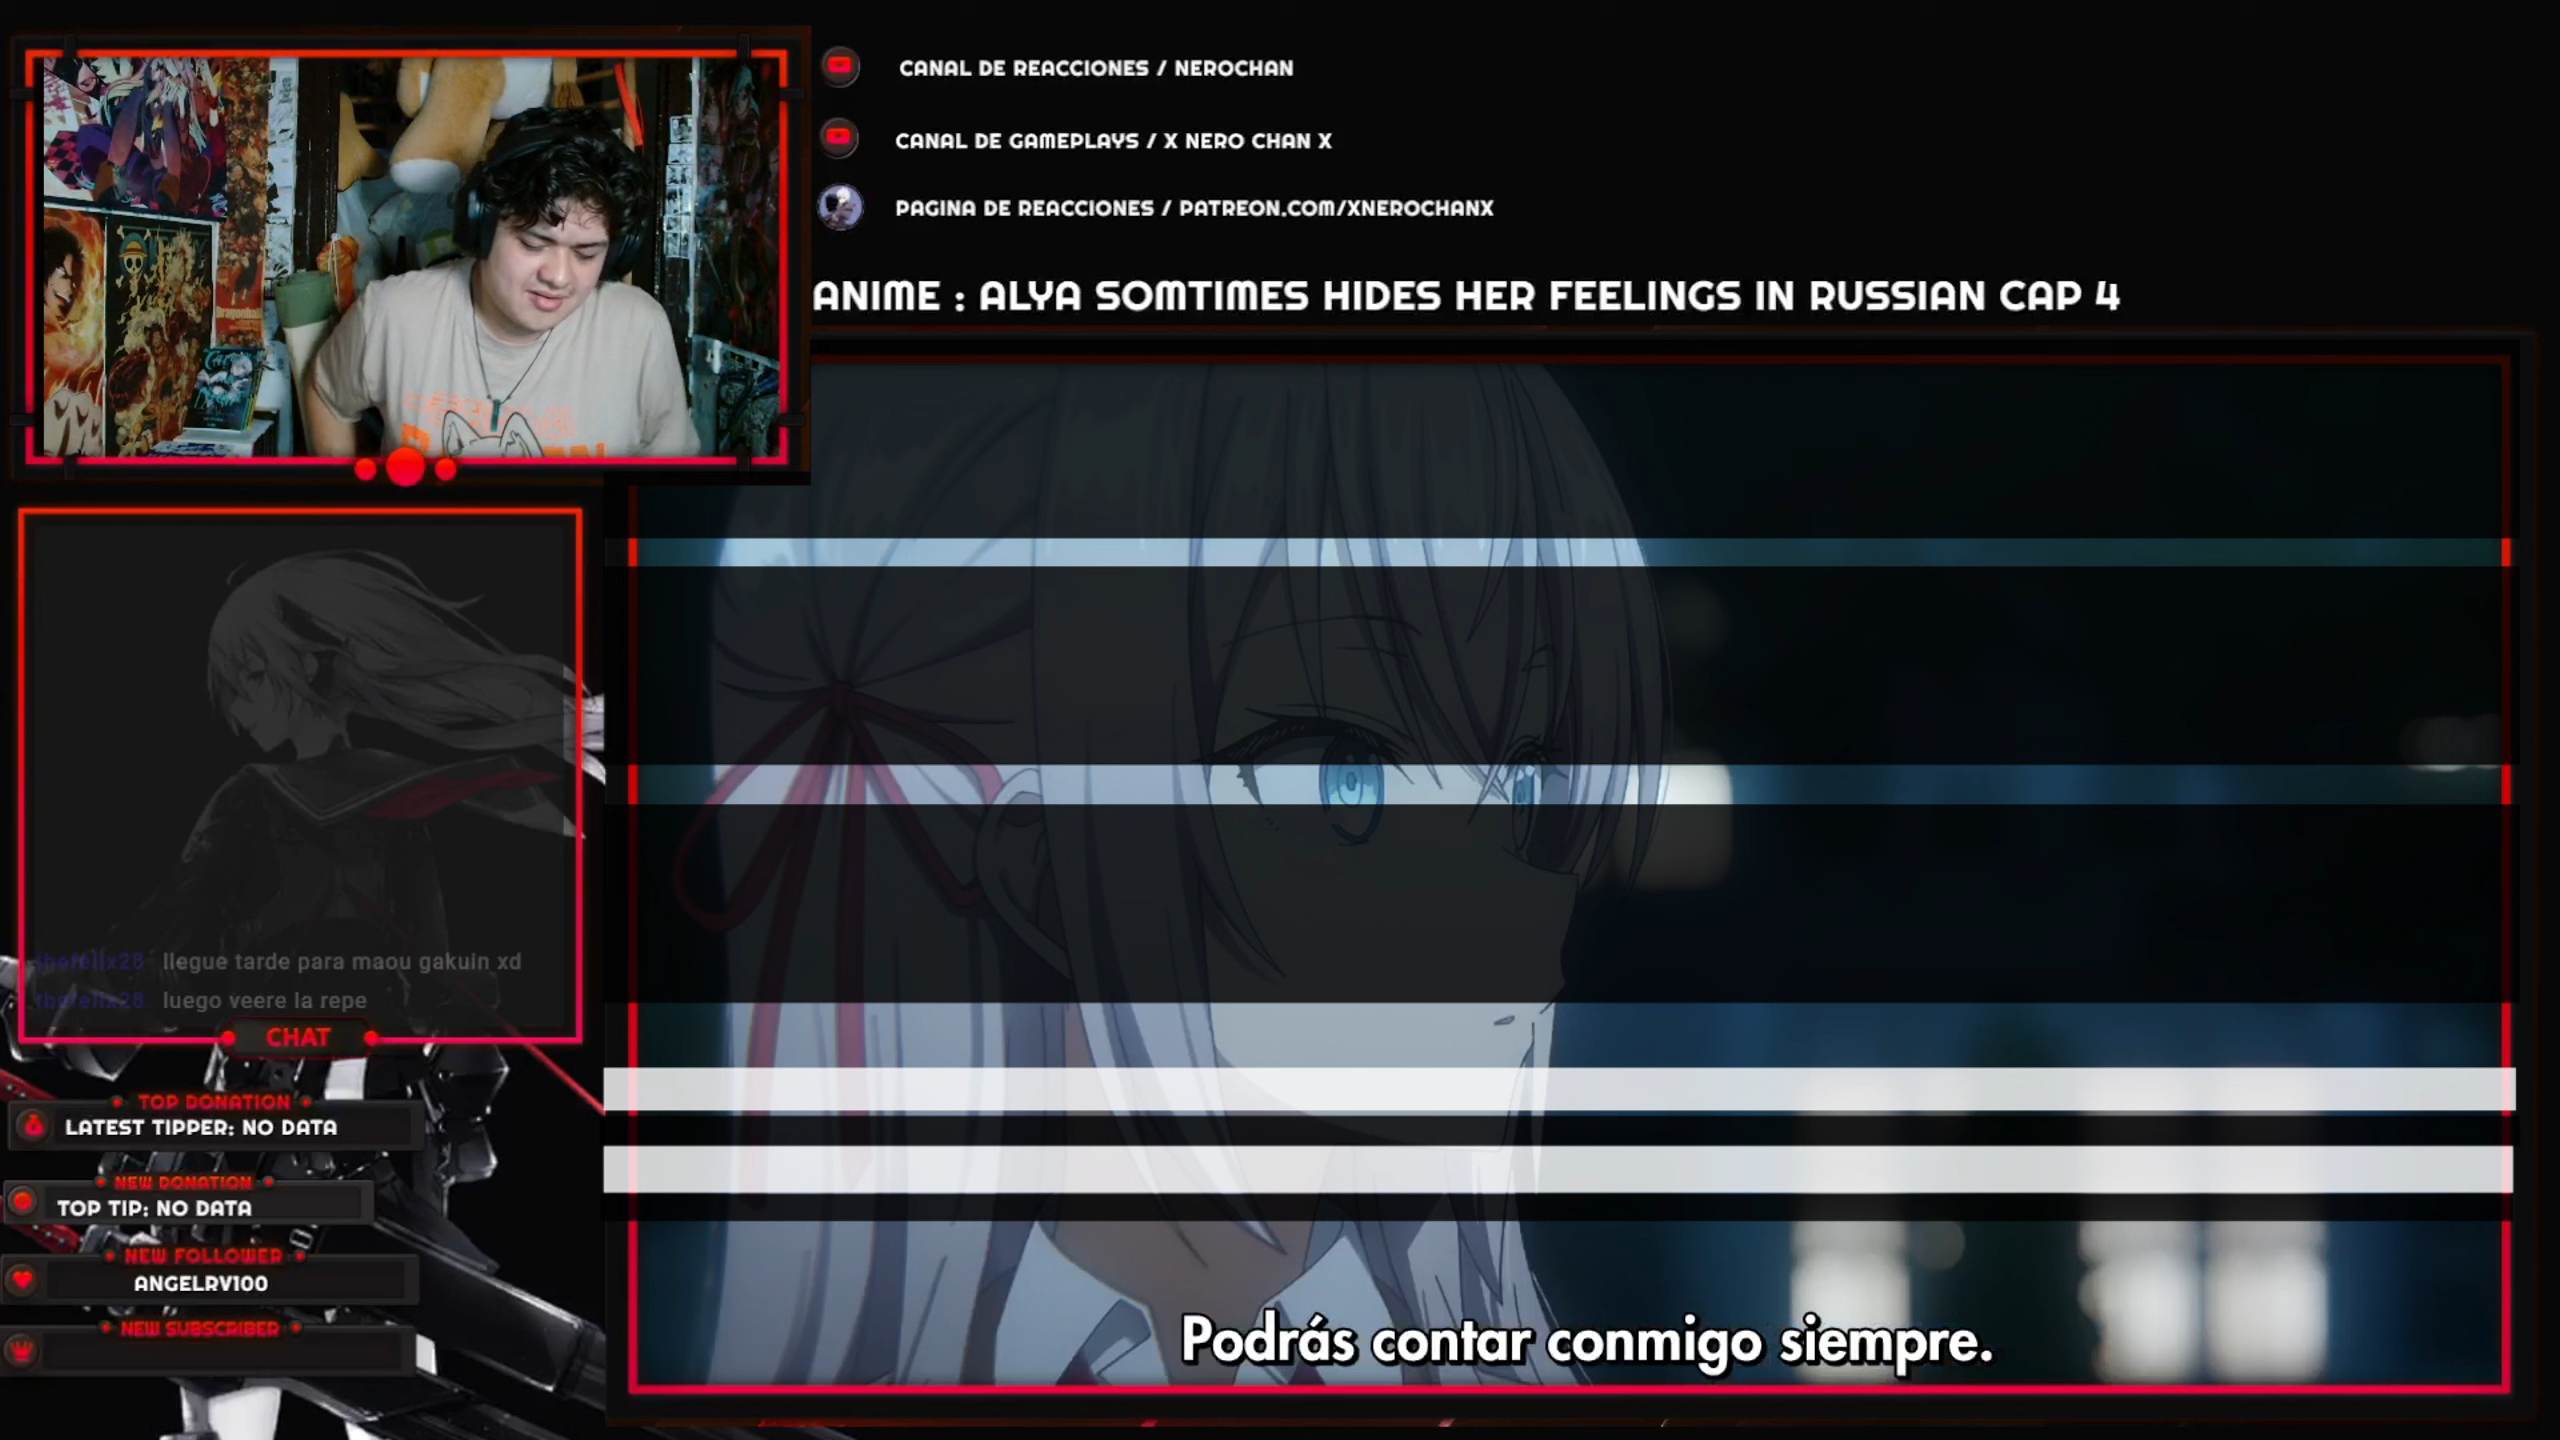 CANAL DE REACCIONES / NEROCHAN
CANAL DE GAMEPLAYS / X NERO CHAN X
PAGINA DE REACCIONES / PATREON.COM/XNEROCHANX
ANIME : ALYA SOMTIMES HIDES HER FEELINGS IN RUSSIAN CAP 4
Dragonball
thefelix28 llegue tarde para maou gakuin xd
thefelix28 luego veere la repe
CHAT
TOP DONATION
LATEST TIPPER: NO DATA
NEW DONATION
TOP TIP: NO DATA
NEW FOLLOWER
ANGELRV100
NEW SUBSCRIBER
Podrás contar conmigo siempre.